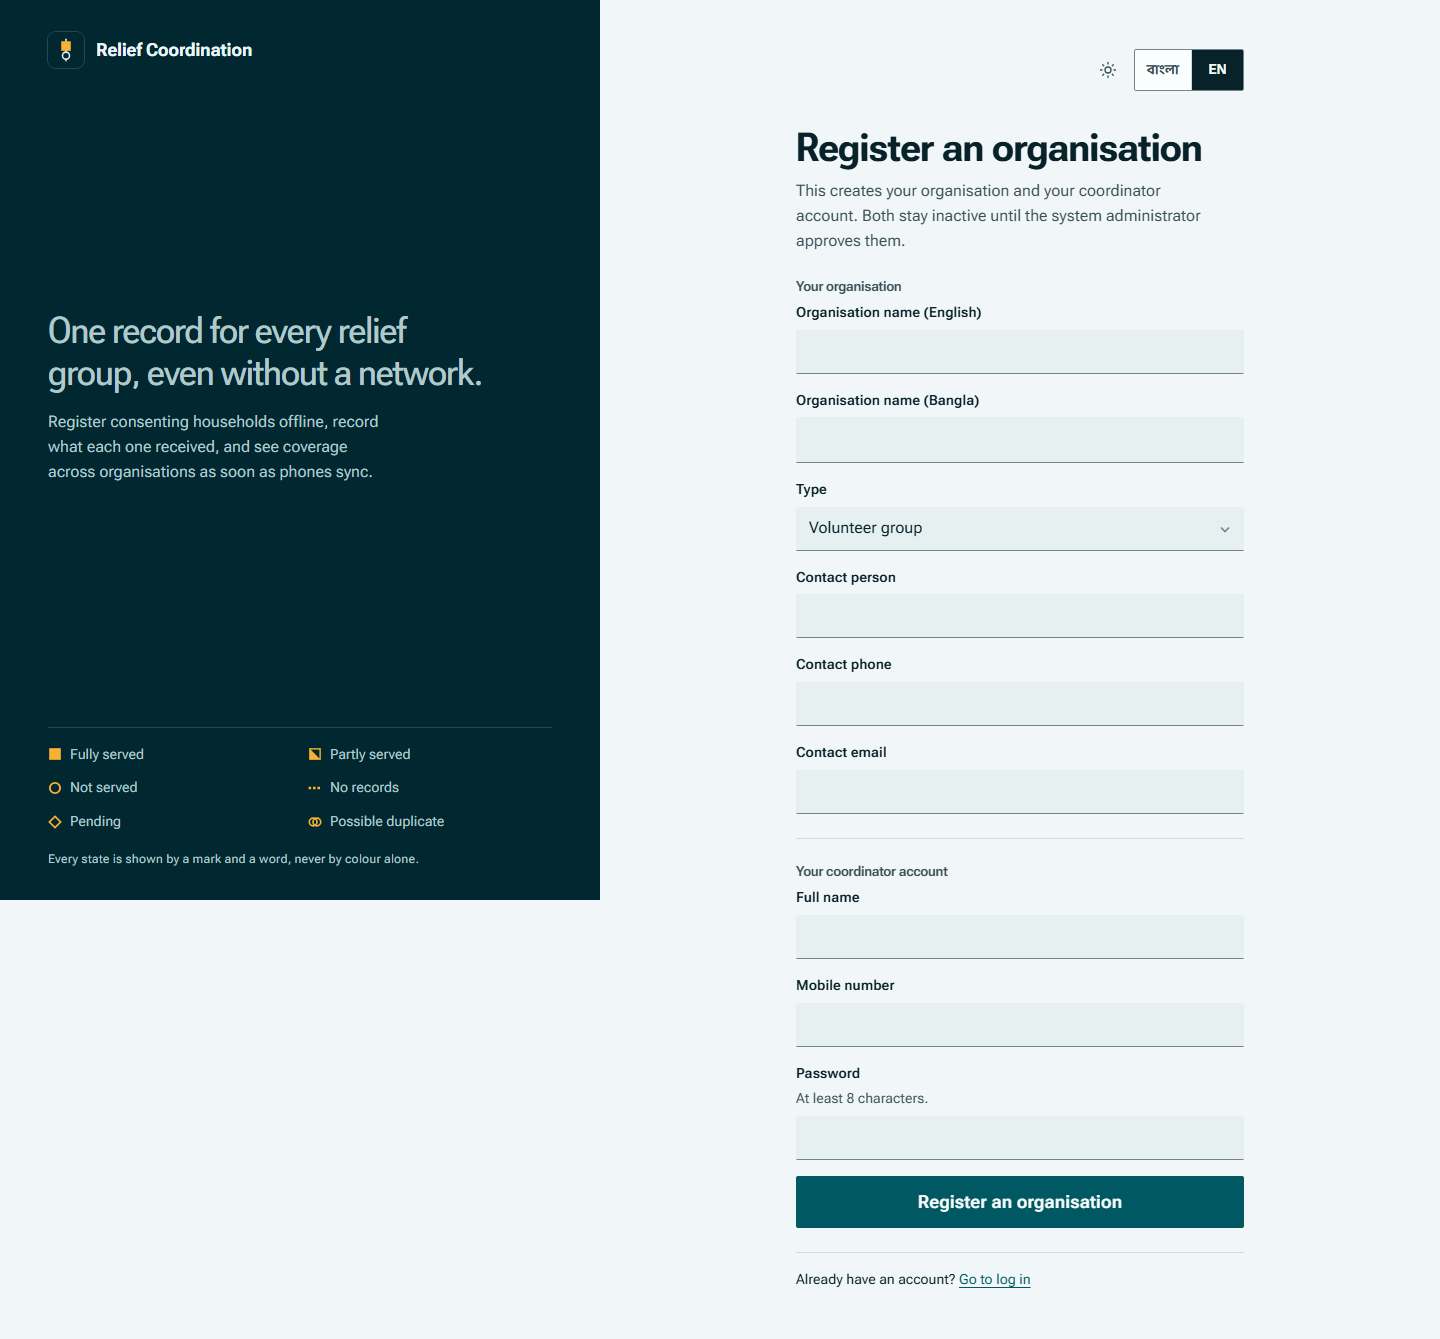 Relief Coordination
One record for every relief
group, even without a network.
Register consenting households offline, record
what each one received, and see coverage
across organisations as soon as phones sync.
Fully served
Partly served
Not served
No records
Pending
Possible duplicate
Every state is shown by a mark and a word, never by colour alone.
বাংলা
EN
Register an organisation
This creates your organisation and your coordinator
account. Both stay inactive until the system administrator
approves them.
Your organisation
Organisation name (English)
Organisation name (Bangla)
Type
Volunteer group
Contact person
Contact phone
Contact email
Your coordinator account
Full name
Mobile number
Password
At least 8 characters.
Register an organisation
Already have an account? Go to log in